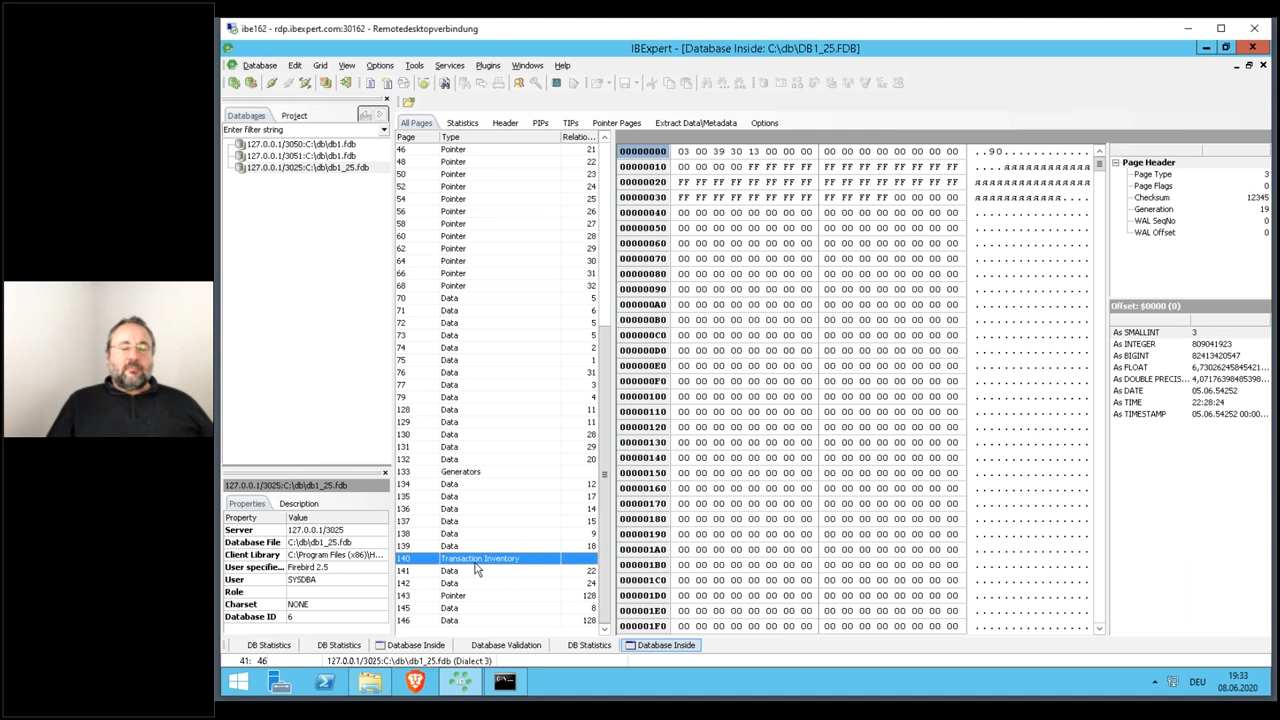 ibe162 - rdp.ibexpert.com:30162 - Remotedesktopverbindung
IBExpert - [Database Inside: C:\db\DB1_25.FDB]
Database Edit Grid View Options Tools Services Plugins Windows Help
Databases Project
Enter filter string
127.0.0.1/3050:C:\db\db1.fdb
127.0.0.1/3051:C:\db\db1.fdb
127.0.0.1/3025:C:\db\db1_25.fdb
127.0.0.1/3025:C:\db\db1_25.fdb
Properties Description
Property Value
Server 127.0.0.1/3025
Database File C:\db\db1_25.fdb
Client Library C:\Program Files (x86)\H...
User specifie... Firebird 2.5
User SYSDBA
Role
Charset NONE
Database ID 6
All Pages Statistics Header PIPs TIPs Pointer Pages Extract Data\Metadata Options
Page Type Relatio...
46 Pointer 21
48 Pointer 22
50 Pointer 23
52 Pointer 24
54 Pointer 25
56 Pointer 26
58 Pointer 27
60 Pointer 28
62 Pointer 29
64 Pointer 30
66 Pointer 31
68 Pointer 32
70 Data 5
71 Data 6
72 Data 5
73 Data 5
74 Data 2
75 Data 1
76 Data 31
77 Data 3
79 Data 4
128 Data 11
129 Data 11
130 Data 28
131 Data 29
132 Data 20
133 Generators
134 Data 12
135 Data 17
136 Data 14
137 Data 15
138 Data 9
139 Data 18
140 Transaction Inventory
141 Data 22
142 Data 24
143 Pointer 128
145 Data 8
146 Data 128
00000000 03 00 39 30 13 00 00 00 00 00 00 00 00 00 00 00 ..90............
00000010 00 00 00 00 FF FF FF FF FF FF FF FF FF FF FF FF ....яяяяяяяяяяяя
00000020 FF FF FF FF FF FF FF FF FF FF FF FF FF FF FF FF яяяяяяяяяяяяяяяя
00000030 FF FF FF FF FF FF FF FF FF FF FF FF 00 00 00 00 яяяяяяяяяяяя....
00000040 00 00 00 00 00 00 00 00 00 00 00 00 00 00 00 00 ................
00000050 00 00 00 00 00 00 00 00 00 00 00 00 00 00 00 00 ................
00000060 00 00 00 00 00 00 00 00 00 00 00 00 00 00 00 00 ................
00000070 00 00 00 00 00 00 00 00 00 00 00 00 00 00 00 00 ................
00000080 00 00 00 00 00 00 00 00 00 00 00 00 00 00 00 00 ................
00000090 00 00 00 00 00 00 00 00 00 00 00 00 00 00 00 00 ................
000000A0 00 00 00 00 00 00 00 00 00 00 00 00 00 00 00 00 ................
000000B0 00 00 00 00 00 00 00 00 00 00 00 00 00 00 00 00 ................
000000C0 00 00 00 00 00 00 00 00 00 00 00 00 00 00 00 00 ................
000000D0 00 00 00 00 00 00 00 00 00 00 00 00 00 00 00 00 ................
000000E0 00 00 00 00 00 00 00 00 00 00 00 00 00 00 00 00 ................
000000F0 00 00 00 00 00 00 00 00 00 00 00 00 00 00 00 00 ................
00000100 00 00 00 00 00 00 00 00 00 00 00 00 00 00 00 00 ................
00000110 00 00 00 00 00 00 00 00 00 00 00 00 00 00 00 00 ................
00000120 00 00 00 00 00 00 00 00 00 00 00 00 00 00 00 00 ................
00000130 00 00 00 00 00 00 00 00 00 00 00 00 00 00 00 00 ................
00000140 00 00 00 00 00 00 00 00 00 00 00 00 00 00 00 00 ................
00000150 00 00 00 00 00 00 00 00 00 00 00 00 00 00 00 00 ................
00000160 00 00 00 00 00 00 00 00 00 00 00 00 00 00 00 00 ................
00000170 00 00 00 00 00 00 00 00 00 00 00 00 00 00 00 00 ................
00000180 00 00 00 00 00 00 00 00 00 00 00 00 00 00 00 00 ................
00000190 00 00 00 00 00 00 00 00 00 00 00 00 00 00 00 00 ................
000001A0 00 00 00 00 00 00 00 00 00 00 00 00 00 00 00 00 ................
000001B0 00 00 00 00 00 00 00 00 00 00 00 00 00 00 00 00 ................
000001C0 00 00 00 00 00 00 00 00 00 00 00 00 00 00 00 00 ................
000001D0 00 00 00 00 00 00 00 00 00 00 00 00 00 00 00 00 ................
000001E0 00 00 00 00 00 00 00 00 00 00 00 00 00 00 00 00 ................
000001F0 00 00 00 00 00 00 00 00 00 00 00 00 00 00 00 00 ................
Page Header
Page Type 3
Page Flags 0
Checksum 12345
Generation 19
WAL SeqNo 0
WAL Offset 0
Offset: $0000 (0)
As SMALLINT 3
As INTEGER 809041923
As BIGINT 82413420547
As FLOAT 6,73026245845421...
As DOUBLE PRECIS... 4,07176398485398...
As DATE 05.06.54252
As TIME 22:28:24
As TIMESTAMP 05.06.54252 00:00...
DB Statistics DB Statistics Database Inside Database Validation DB Statistics Database Inside
41: 46 127.0.0.1/3025:C:\db\db1_25.fdb (Dialect 3)
DEU 19:33
08.06.2020